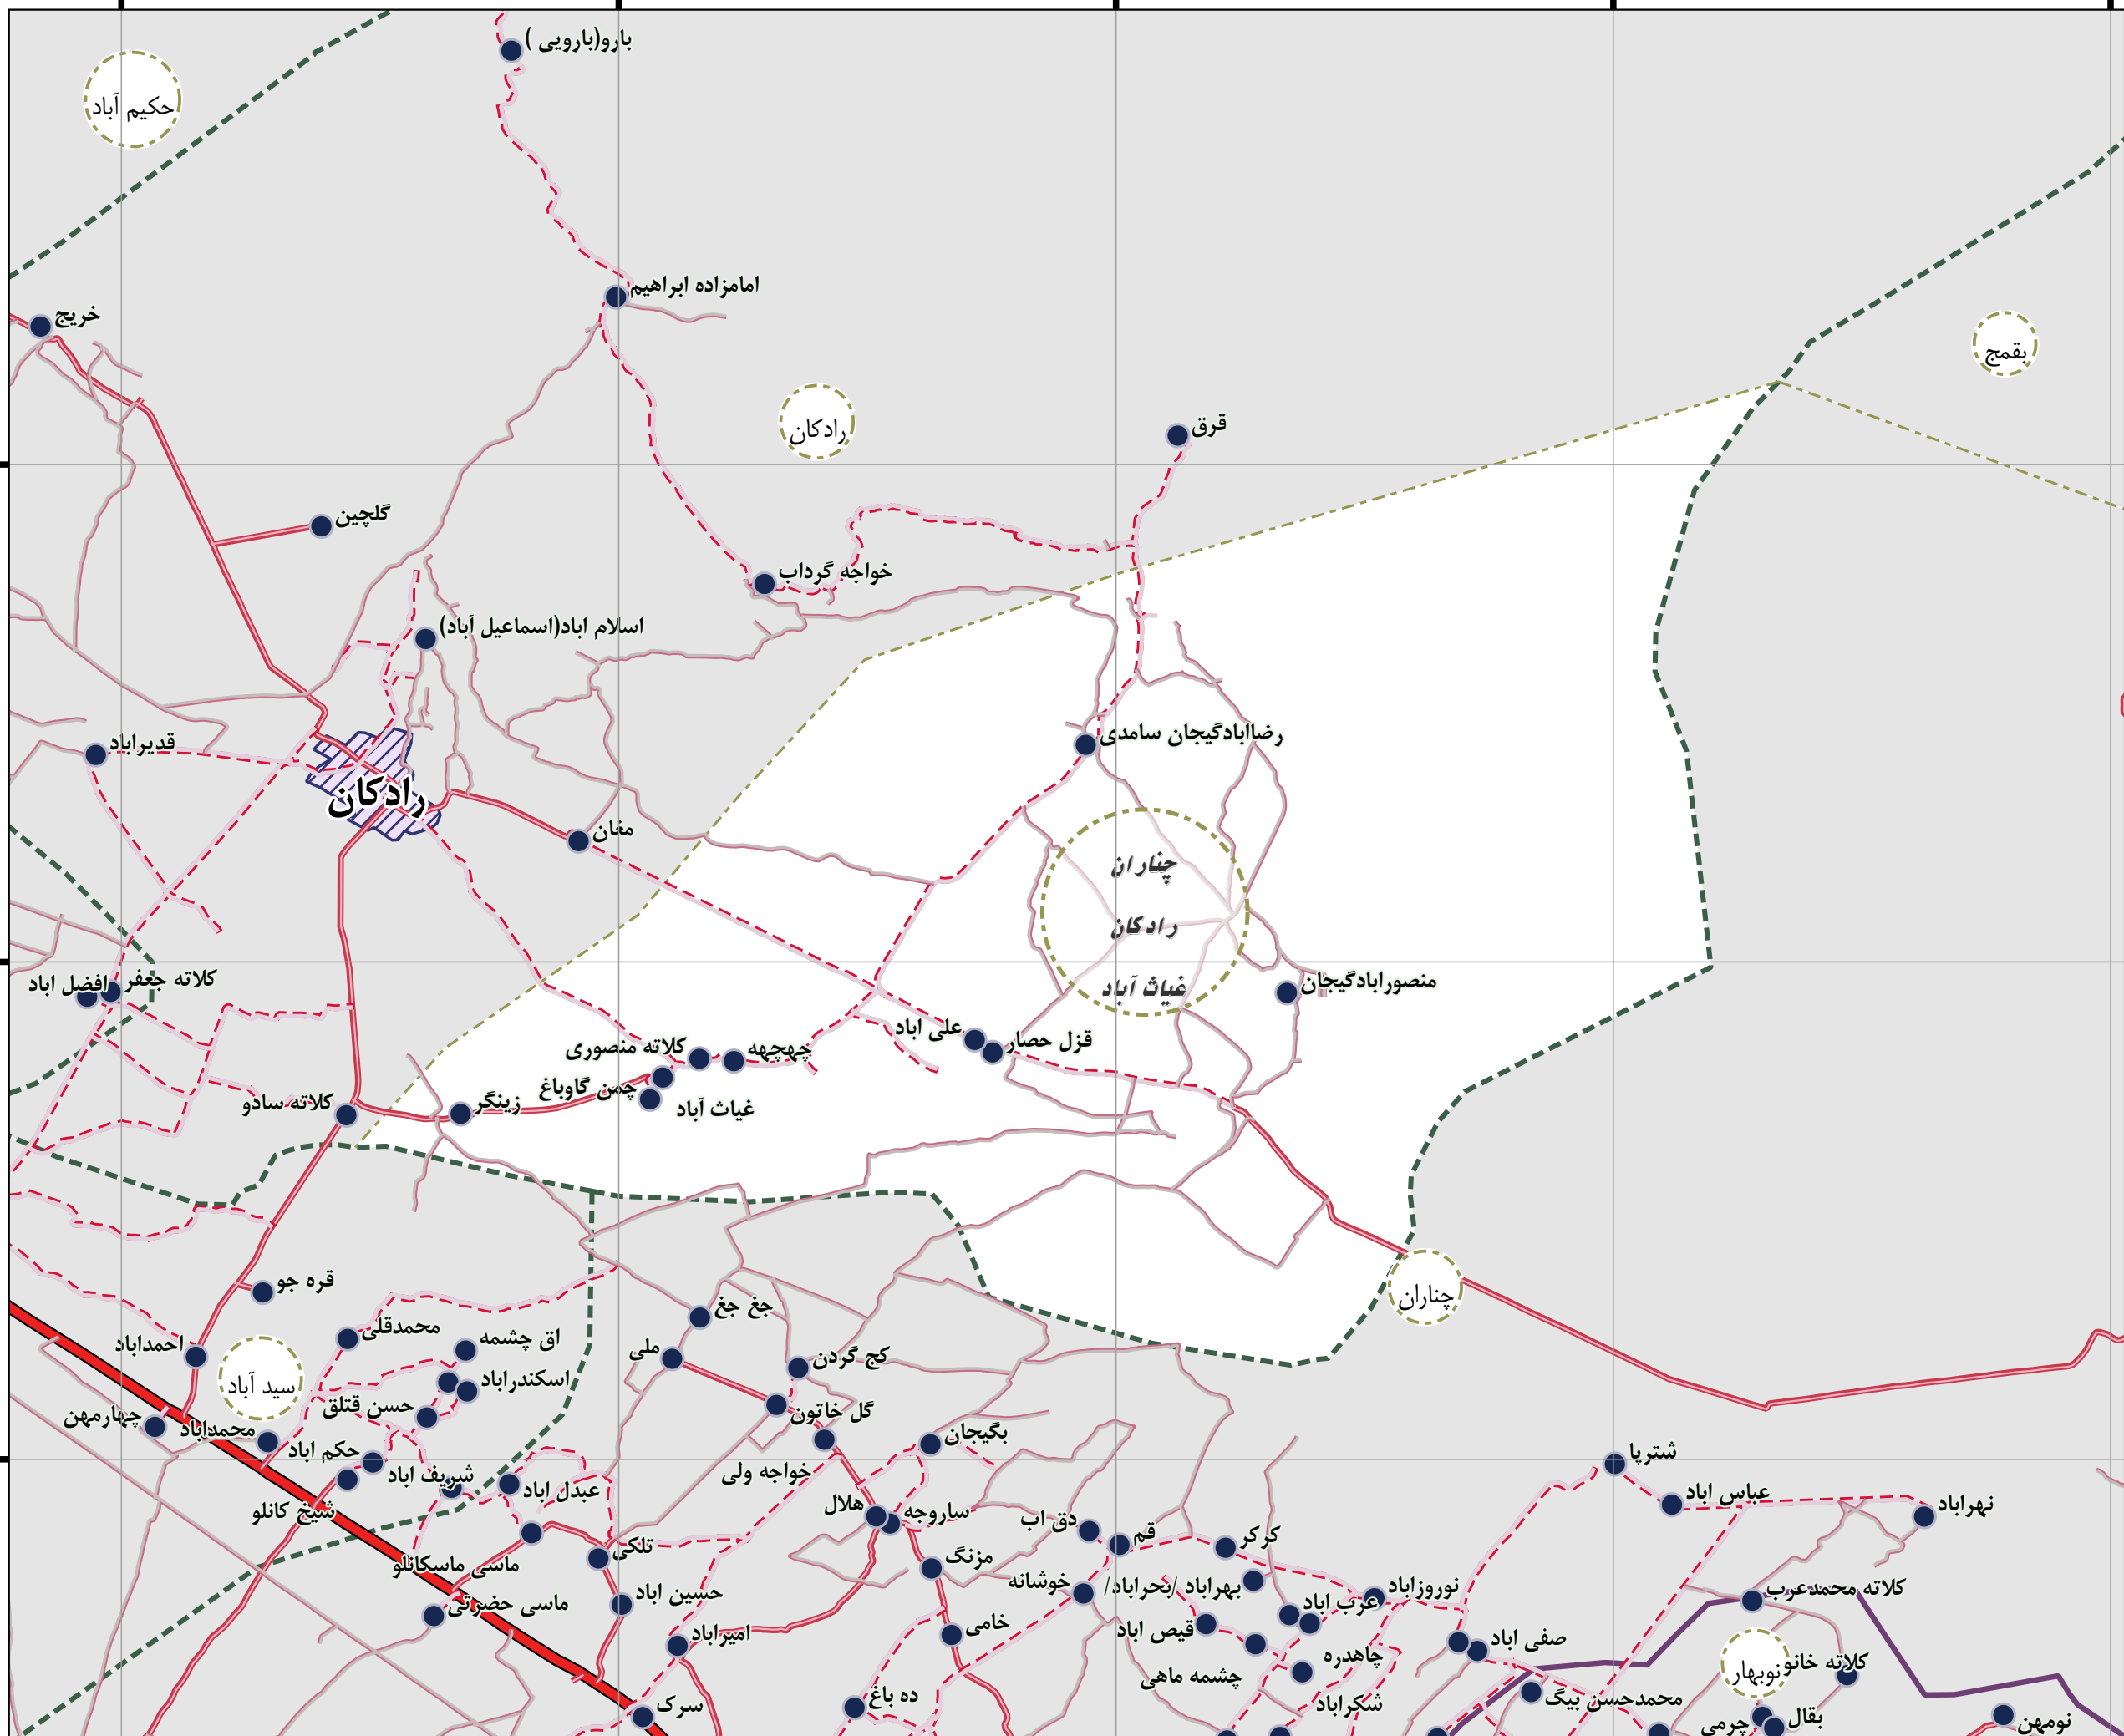 بارو(بارویی )
حکیم آباد
امامزاده ابراهیم
خریج
بقمج
رادکان
قرق
گلچین
خواجه گرداب
اسلام اباد(اسماعیل آباد)
رضاابادگیجان سامدی
قدیراباد
رادکان
مغان
چناران
رادکان
غیاث آباد
منصورابادگیجان
کلاته جعفر
افضل اباد
علی اباد
قزل حصار
کلاته منصوری
چهچهه
چمن گاوباغ
غیاث آباد
زینگر
کلاته سادو
قره جو
چناران
جغ جغ
محمدقلی
اق چشمه
احمداباد
ملی
کج گردن
سید آباد
اسکندراباد
حسن قتلق
چهارمهن
محمداباد
گل خاتون
بگیجان
حکم اباد
شریف اباد
خواجه ولی
شترپا
عبدل اباد
شیخ کانلو
عباس اباد
نهراباد
هلال
ساروجه
دق اب
قم
کرکر
تلکی
ماسی ماسکانلو
مزنگ
خوشانه
بهراباد /بحراباد/
نوروزاباد
کلاته محمدعرب
حسین اباد
ماسی حضرتی
عرب اباد
خامی
قیص اباد
امیراباد
صفی اباد
چاهدره
کلاته خانو
نوبهار
چشمه ماهی
ده باغ
سرک
شکراباد
محمدحسن بیگ
چرمی
بقال
نومهن